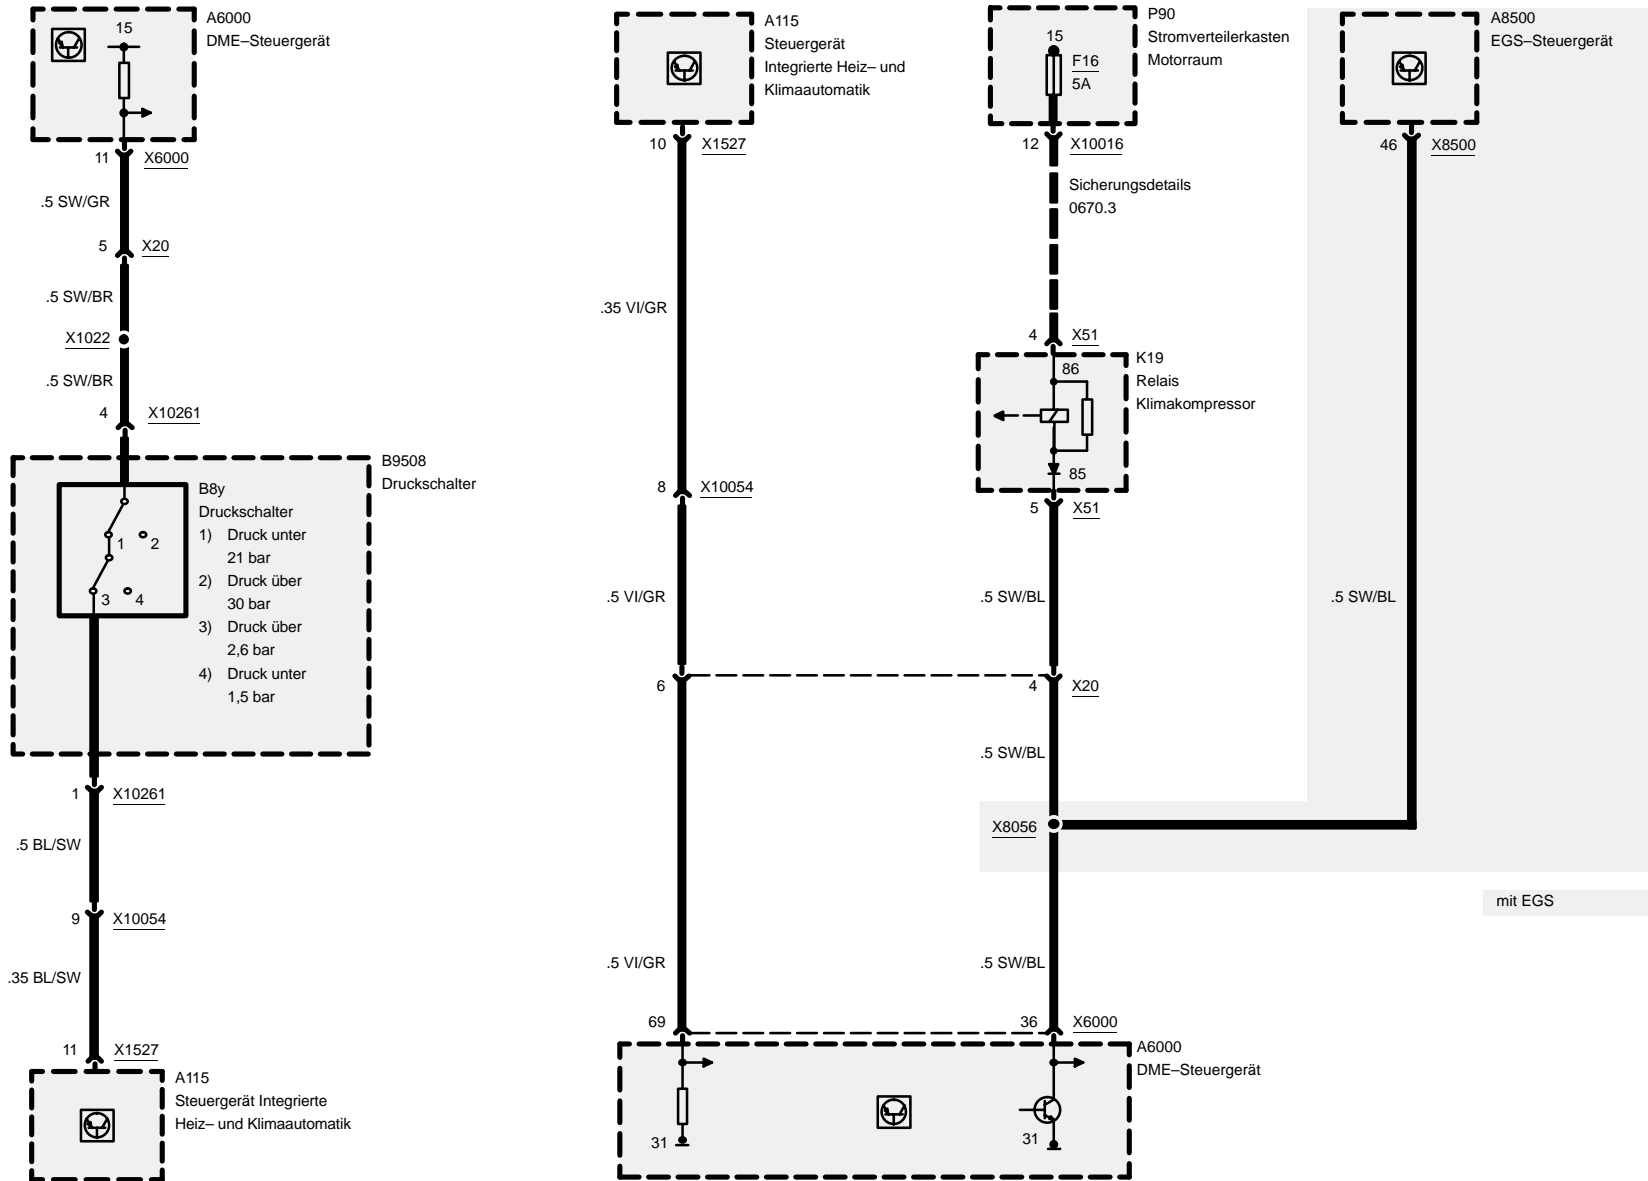 15
A6000
DME–Steuergerät
11
X6000
.5 SW/GR
5
X20
.5 SW/BR
X1022
.5 SW/BR
4
X10261
B9508
Druckschalter
B8y
Druckschalter
1) Druck unter
21 bar
2) Druck über
30 bar
3) Druck über
2,6 bar
4) Druck unter
1,5 bar
1
2
3
4
1
X10261
.5 BL/SW
9
X10054
.35 BL/SW
11
X1527
A115
Steuergerät Integrierte
Heiz– und Klimaautomatik
A115
Steuergerät
Integrierte Heiz– und
Klimaautomatik
10
X1527
.35 VI/GR
8
X10054
.5 VI/GR
6
.5 VI/GR
69
P90
Stromverteilerkasten
Motorraum
15
F16
5A
12
X10016
Sicherungsdetails
0670.3
4
X51
K19
Relais
Klimakompressor
86
85
5
X51
.5 SW/BL
4
X20
.5 SW/BL
X8056
.5 SW/BL
36
X6000
A6000
DME–Steuergerät
31
31
A8500
EGS–Steuergerät
46
X8500
.5 SW/BL
mit EGS